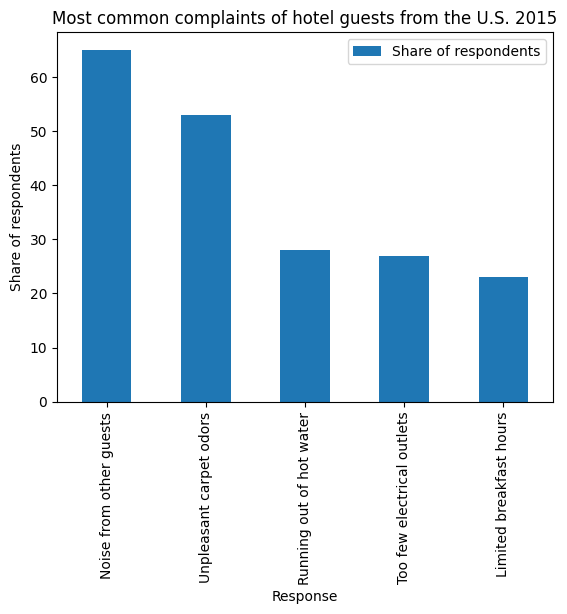 Most common complaints of hotel guests from the U.S. 2015
Share of respondents
Share of respondents
60
50
40
30
20
10
0
Noise from other guests
Unpleasant carpet odors
Running out of hot water
Too few electrical outlets
Limited breakfast hours
Response